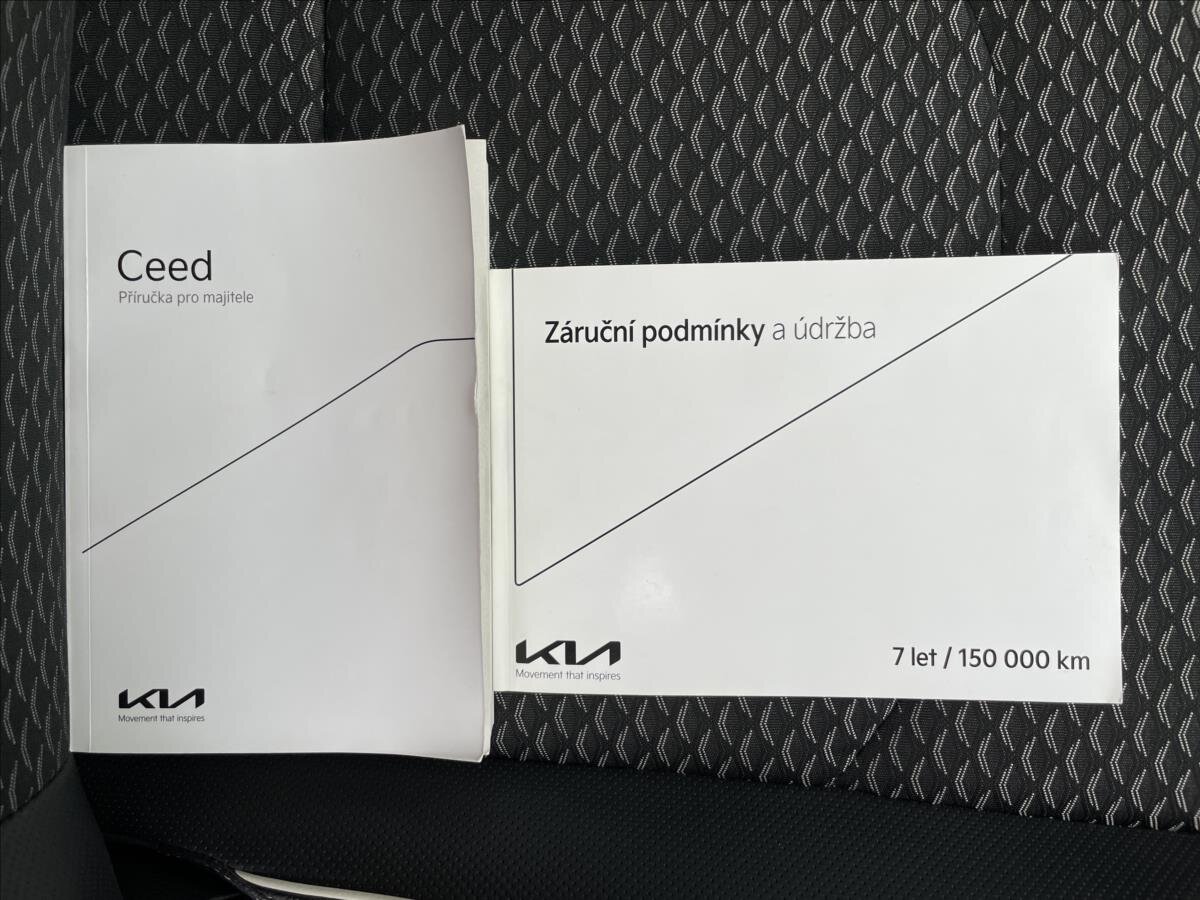 Ceed
Příručka pro majitele
KIA
Movement that inspires
Záruční podmínky a údržba
KIA
Movement that inspires
7 let / 150 000 km